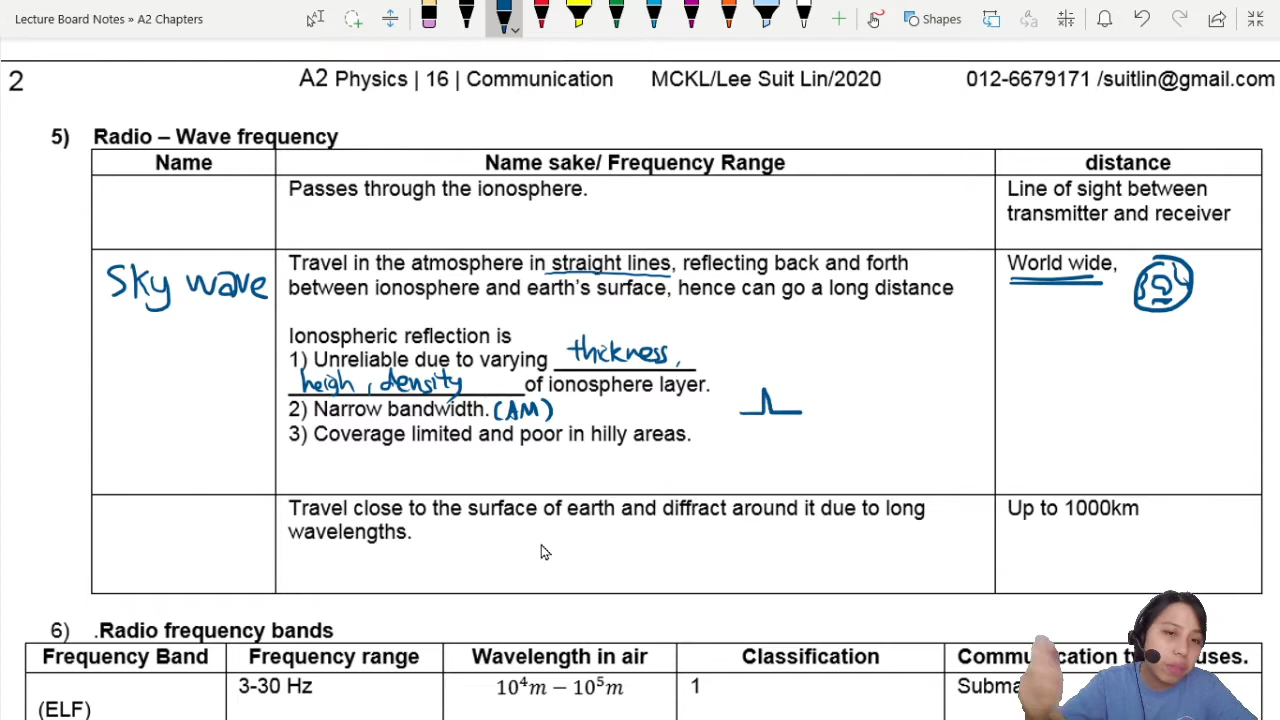 Lecture Board Notes » A2 Chapters
Shapes
2
A2 Physics | 16 | Communication MCKL/Lee Suit Lin/2020 012-6679171 /suitlin@gmail.com
5) Radio – Wave frequency
Name Name sake/ Frequency Range distance
Passes through the ionosphere. Line of sight between
transmitter and receiver
Sky wave Travel in the atmosphere in straight lines, reflecting back and forth World wide,
between ionosphere and earth's surface, hence can go a long distance
Ionospheric reflection is
1) Unreliable due to varying thickness,
heigh, density of ionosphere layer.
2) Narrow bandwidth. (AM)
3) Coverage limited and poor in hilly areas.
Travel close to the surface of earth and diffract around it due to long Up to 1000km
wavelengths.
6) .Radio frequency bands
Frequency Band Frequency range Wavelength in air Classification Communication uses.
3-30 Hz 10⁴m − 10⁵m 1
(ELF)